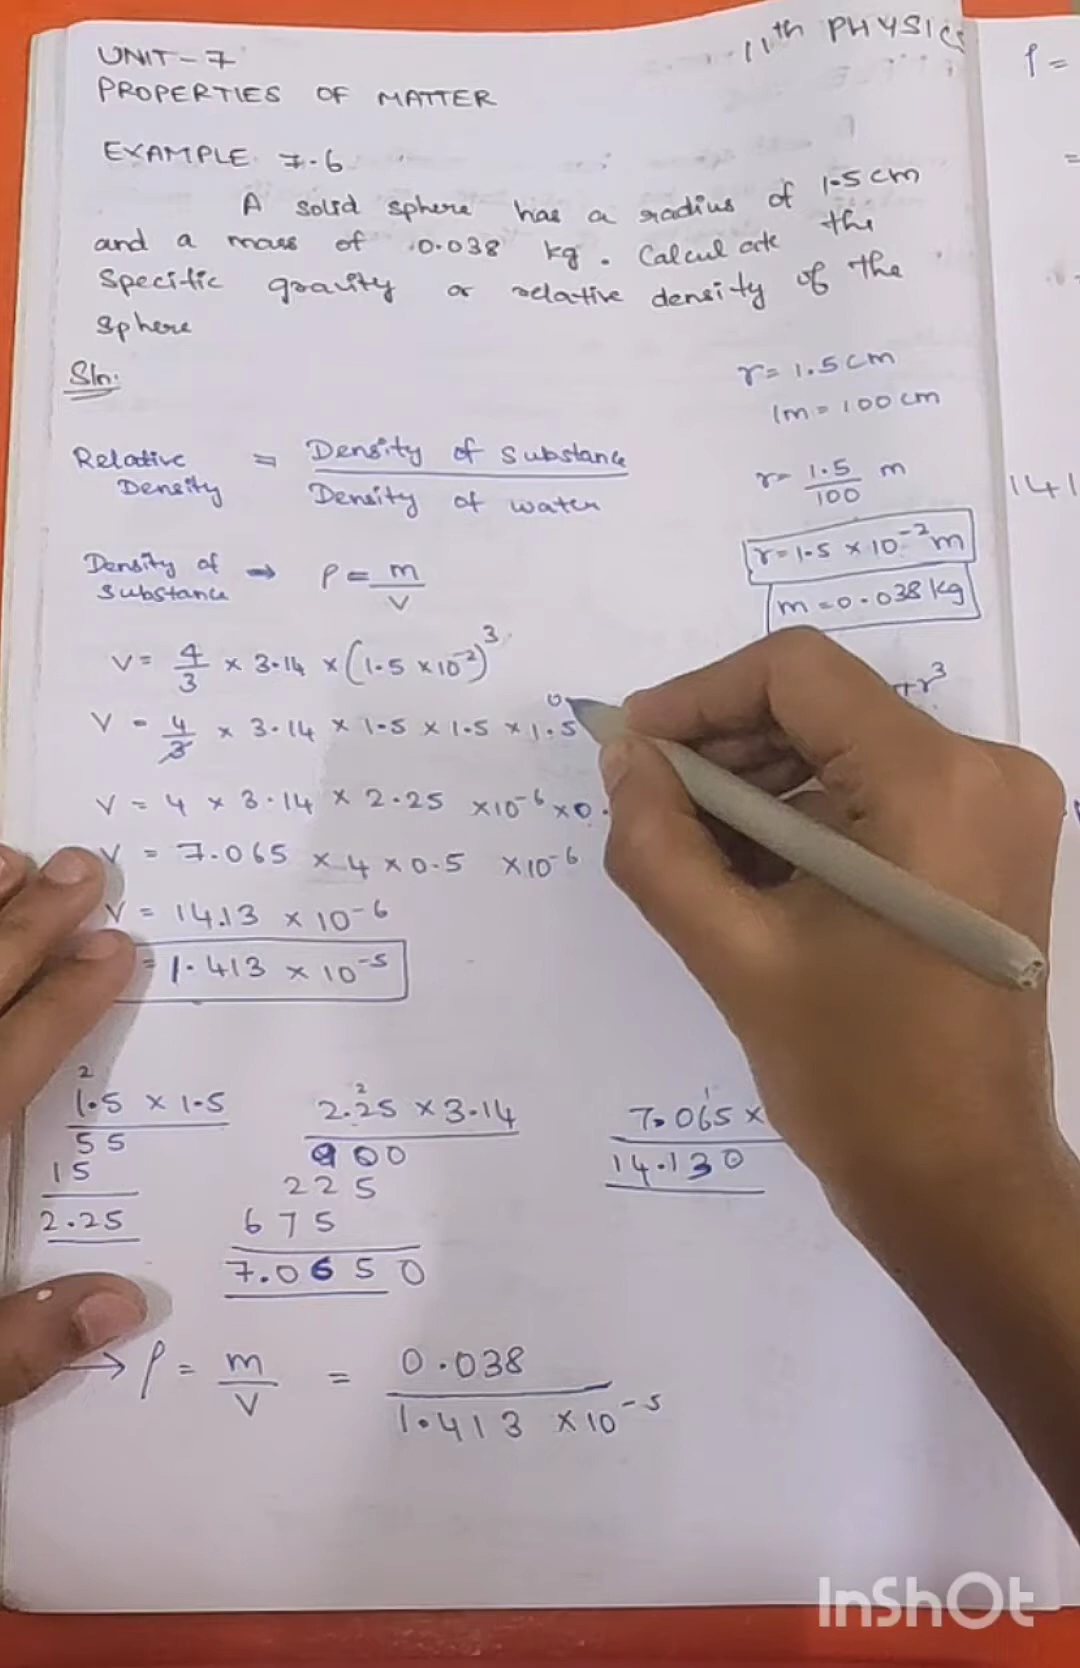 11th PHYSICS
UNIT - 7
PROPERTIES OF MATTER
EXAMPLE 7.6
A solid sphere has a radius of 1.5 cm
and a mass of 0.038 kg. Calculate the
specific gravity or relative density of the
sphere
Sln:
r = 1.5 cm
1m = 100 cm
Relative Density = Density of substance / Density of water
r = 1.5/100 m
r = 1.5 × 10⁻² m
m = 0.038 kg
Density of substance → ρ = m/V
V = 4/3 × 3.14 × (1.5 × 10⁻²)³
r³
V = 4/3 × 3.14 × 1.5 × 1.5 × 1.5
V = 4 × 3.14 × 2.25 × 10⁻⁶ × 0.
V = 7.065 × 4 × 0.5 × 10⁻⁶
V = 14.13 × 10⁻⁶
= 1.413 × 10⁻⁵
2
1.5 × 1.5
55
15
2.25
2
2.25 × 3.14
900
225
675
7.0650
1
7.065 ×
14.130
→ ρ = m/V = 0.038 / 1.413 × 10⁻⁵
ρ =
=
141
InShOt